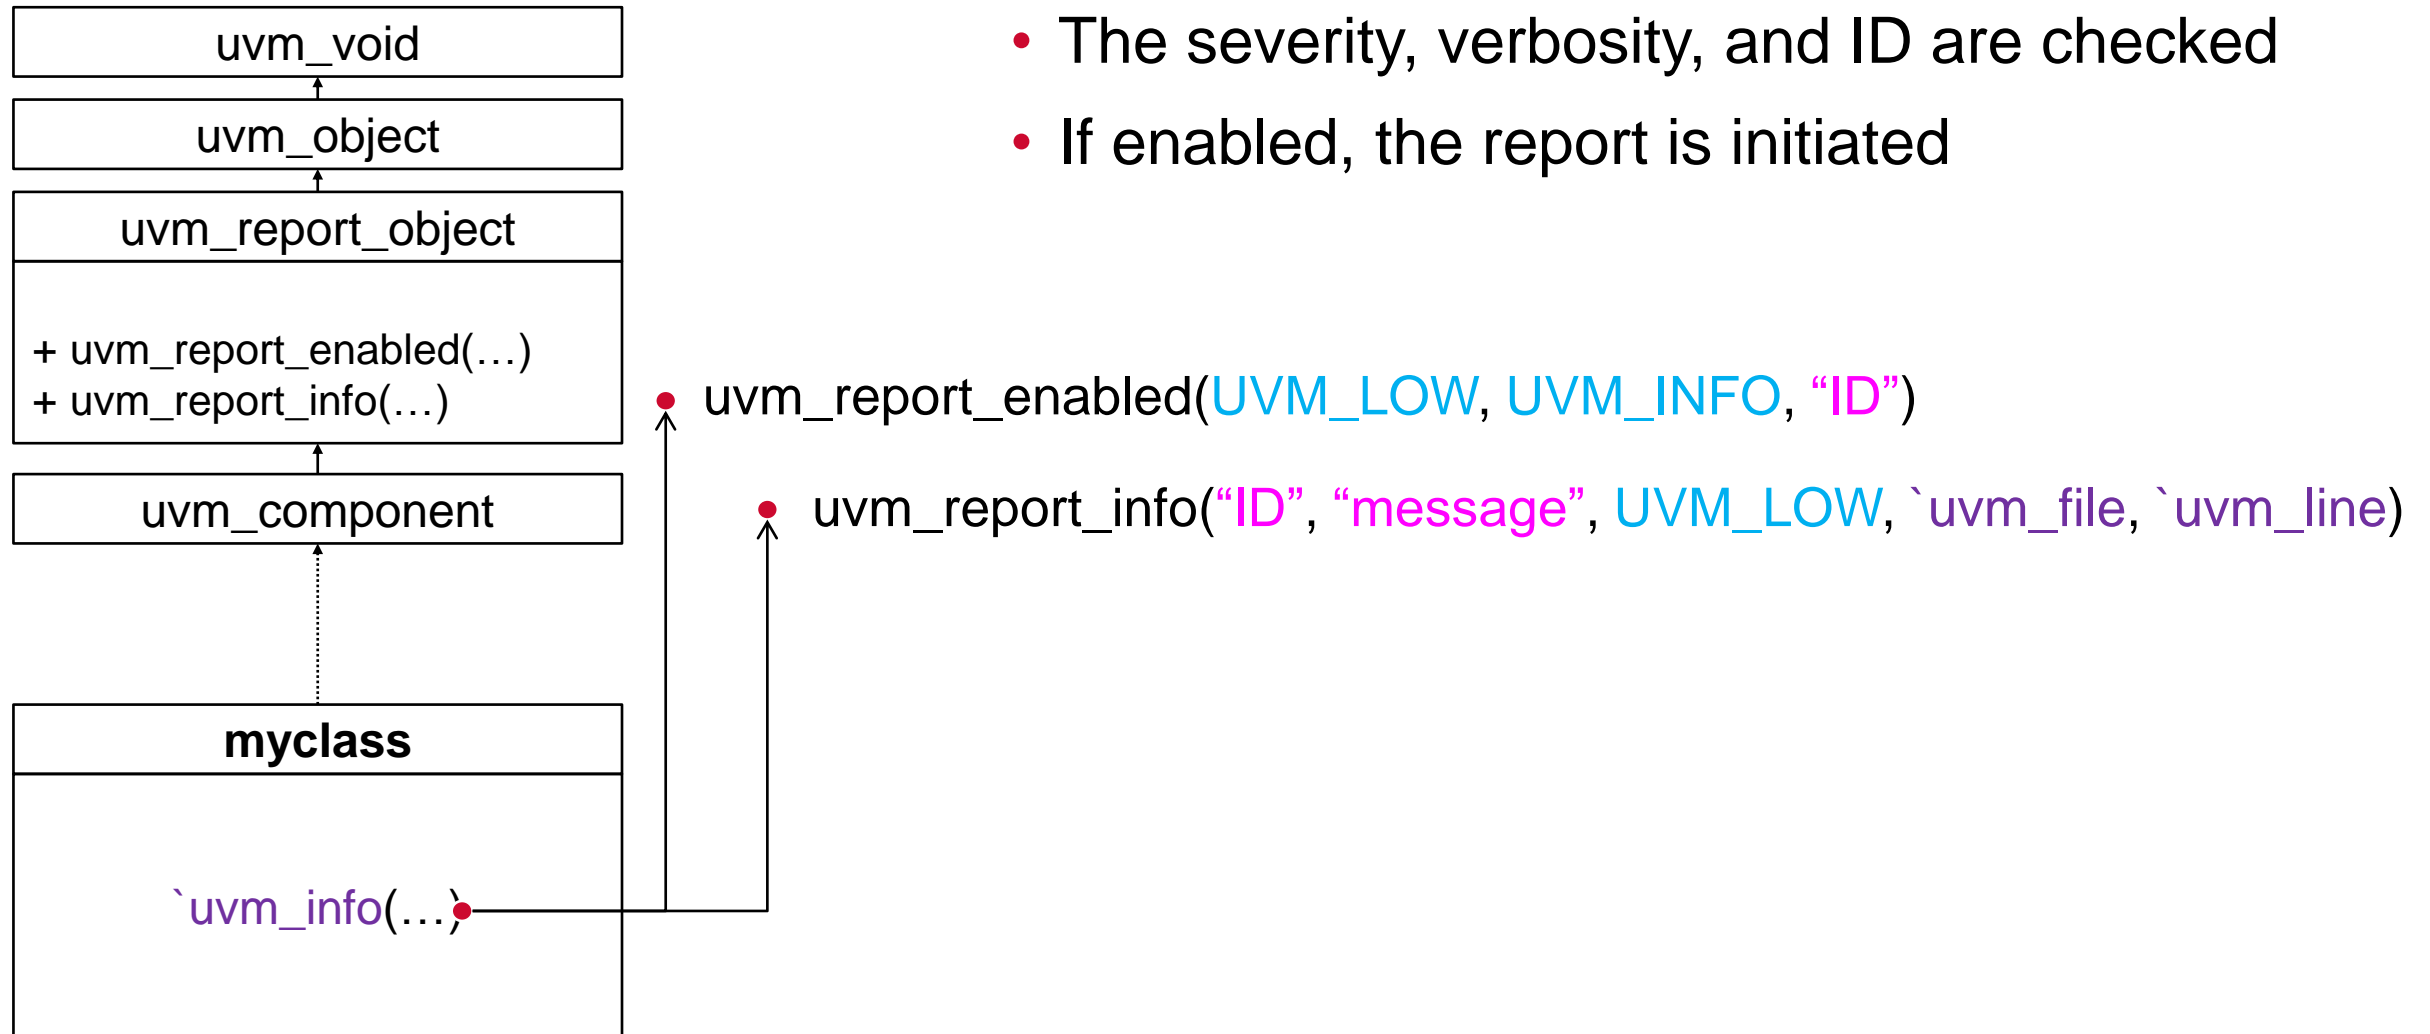 uvm_void
uvm_object
uvm_report_object
+ uvm_report_enabled(…)
+ uvm_report_info(…)
uvm_component
myclass
`uvm_info(…)
• The severity, verbosity, and ID are checked
• If enabled, the report is initiated
uvm_report_enabled(UVM_LOW, UVM_INFO, “ID”)
uvm_report_info(“ID”, “message”, UVM_LOW, `uvm_file, `uvm_line)